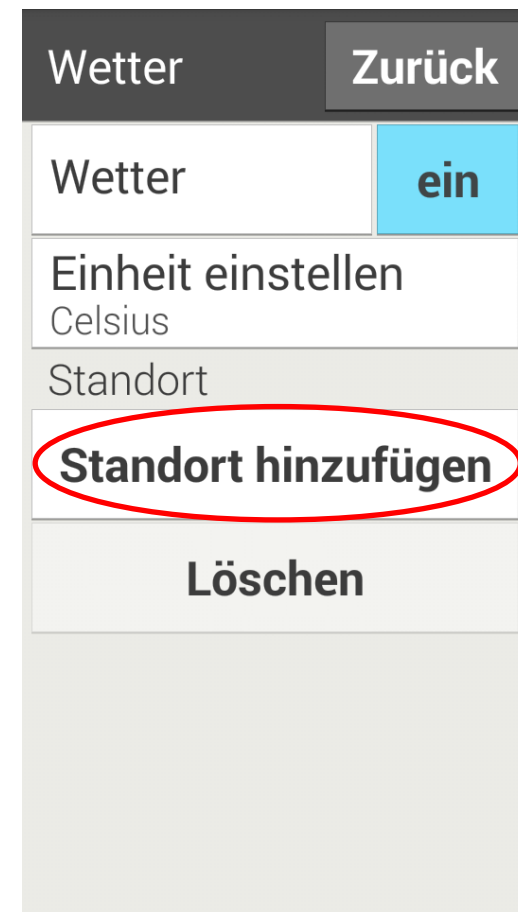 Wetter Zurück
Wetter ein
Einheit einstellen
Celsius
Standort
Standort hinzufügen
Löschen